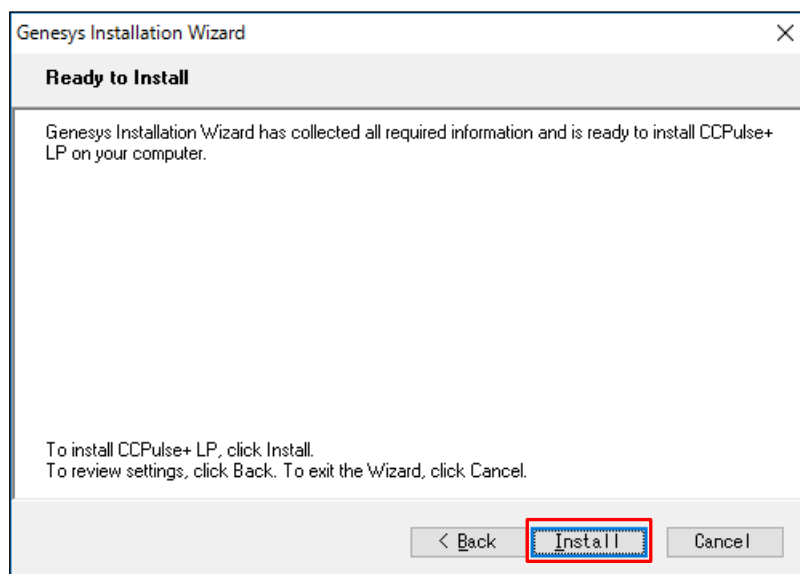 Genesys Installation Wizard
Ready to Install
Genesys Installation Wizard has collected all required information and is ready to install CCPulse+
LP on your computer.
To install CCPulse+ LP, click Install.
To review settings, click Back. To exit the Wizard, click Cancel.
< Back Install Cancel